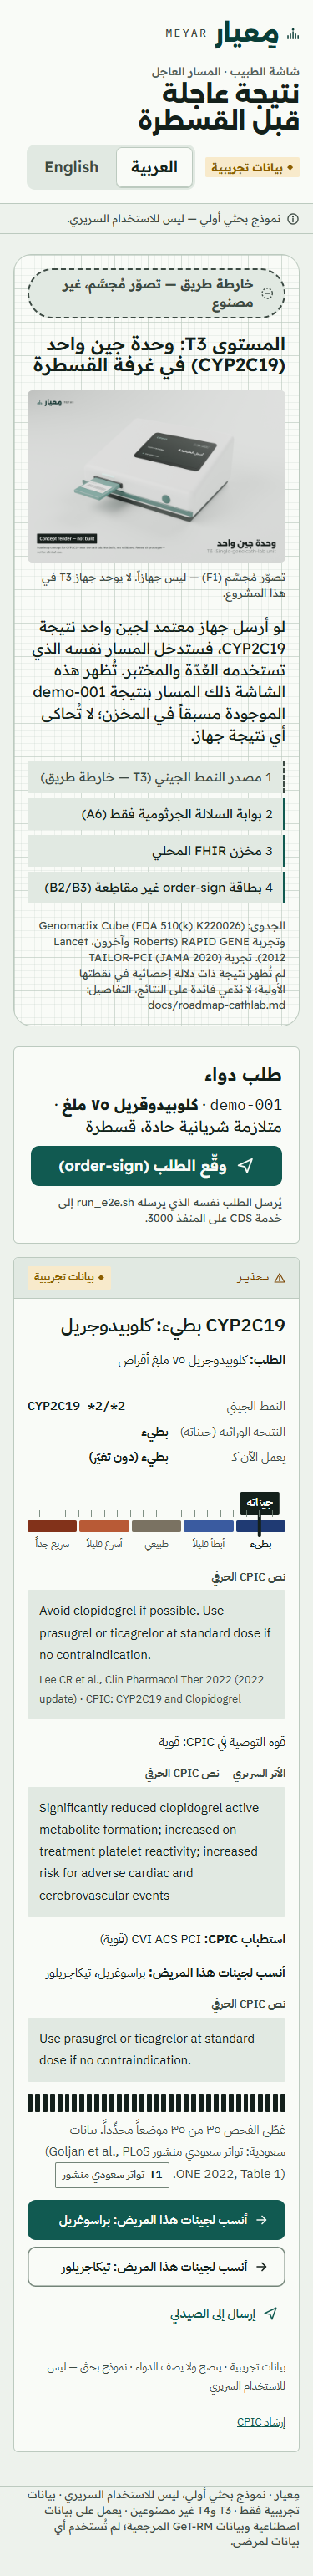 مِعيار MEYAR
شاشة الطبيب · المسار العاجل
نتيجة عاجلة
قبل القسطرة
بيانات تجريبية
العربية
English
نموذج بحثي أولي — ليس للاستخدام السريري.
خارطة طريق — تصوّر مُجسَّم، غير
مصنوع
المستوى T3: وحدة جين واحد
(CYP2C19) في غرفة القسطرة
مِعيار
Concept render — not built
وحدة جين واحد
تصوّر مُجسَّم (F1) — ليس جهازاً. لا يوجد جهاز T3 في
هذا المشروع.
لو أرسل جهاز معتمد لجين واحد نتيجة
CYP2C19، فستدخل المسار نفسه الذي
تستخدمه العُدّة والمختبر. تُظهر هذه
الشاشة ذلك المسار بنتيجة demo-001
الموجودة مسبقاً في المخزن؛ لا تُحاكى
أي نتيجة جهاز.
1 مصدر النمط الجيني (T3 — خارطة طريق)
2 بوابة السلالة الجرثومية فقط (A6)
3 مخزن FHIR المحلي
4 بطاقة order-sign غير مقاطِعة (B2/B3)
الجدوى: Genomadix Cube (FDA 510(k) K220026)
وتجربة RAPID GENE (Roberts وآخرون، Lancet
2012). تجربة TAILOR-PCI (JAMA 2020)
لم تُظهر نتيجة ذات دلالة إحصائية في نقطتها
الأولية؛ لا ندّعي فائدة على النتائج. التفاصيل:
docs/roadmap-cathlab.md
طلب دواء
demo-001 · كلوبيدوقريل ٧٥ ملغ ·
متلازمة شريانية حادة، قسطرة
وقّع الطلب (order-sign)
يُرسل الطلب نفسه الذي يرسله run_e2e.sh إلى
خدمة CDS على المنفذ 3000.
تحذير
بيانات تجريبية
CYP2C19 بطيء: كلوبيدوجريل
الطلب: كلوبيدوجريل ٧٥ ملغ أقراص
النمط الجيني CYP2C19 *2/*2
النتيجة الوراثية (جيناته) بطيء
يعمل الآن كـ بطيء (دون تغيّر)
جيناته
بطيء أبطأ قليلاً طبيعي أسرع قليلاً سريع جداً
نص CPIC الحرفي
Avoid clopidogrel if possible. Use
prasugrel or ticagrelor at standard dose if
no contraindication.
Lee CR et al., Clin Pharmacol Ther 2022 (2022
update) · CPIC: CYP2C19 and Clopidogrel
قوة التوصية في CPIC: قوية
الأثر السريري — نص CPIC الحرفي
Significantly reduced clopidogrel active
metabolite formation; increased on-
treatment platelet reactivity; increased
risk for adverse cardiac and
cerebrovascular events
استطباب CPIC: CVI ACS PCI (قوية)
أنسب لجينات هذا المريض: براسوغريل، تيكاجريلور
نص CPIC الحرفي
Use prasugrel or ticagrelor at standard
dose if no contraindication.
غطّى الفحص ٣٥ من ٣٥ موضعاً محدَّداً. بيانات
سعودية: تواتر سعودي منشور (Goljan et al., PLoS
ONE 2022, Table 1). T1 تواتر سعودي منشور
أنسب لجينات هذا المريض: براسوغريل
أنسب لجينات هذا المريض: تيكاجريلور
إرسال إلى الصيدلي
بيانات تجريبية · ينصح ولا يصف الدواء · نموذج بحثي — ليس
للاستخدام السريري
إرشاد CPIC
مِعيار · نموذج بحثي أولي، ليس للاستخدام السريري · بيانات
تجريبية فقط · T3 وT4 غير مصنوعين · يعمل على بيانات
اصطناعية وبيانات GeT-RM المرجعية؛ لم تُستخدم أي
بيانات لمرضى.